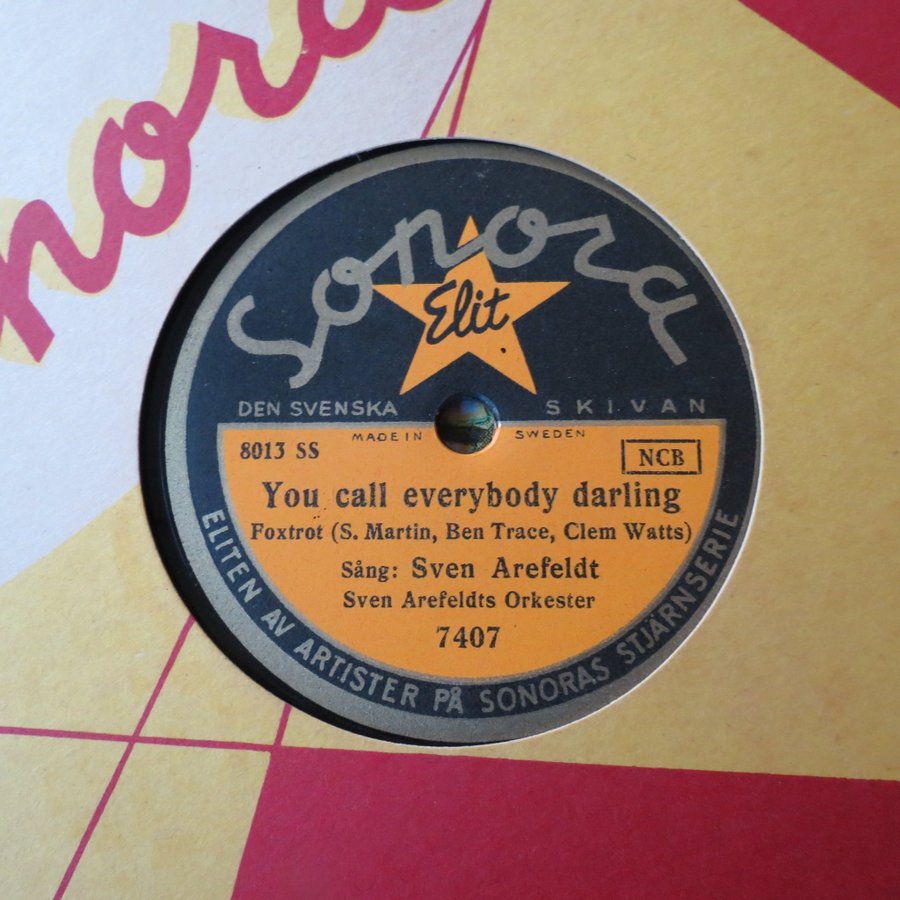 nora
Sonora
Elit
DEN SVENSKA SKIVAN
MADE IN SWEDEN
8013 SS
NCB
You call everybody darling
Foxtrot (S. Martin, Ben Trace, Clem Watts)
Sång: Sven Arefeldt
Sven Arefeldts Orkester
7407
ELITEN AV ARTISTER PÅ SONORAS STJÄRNSERIE